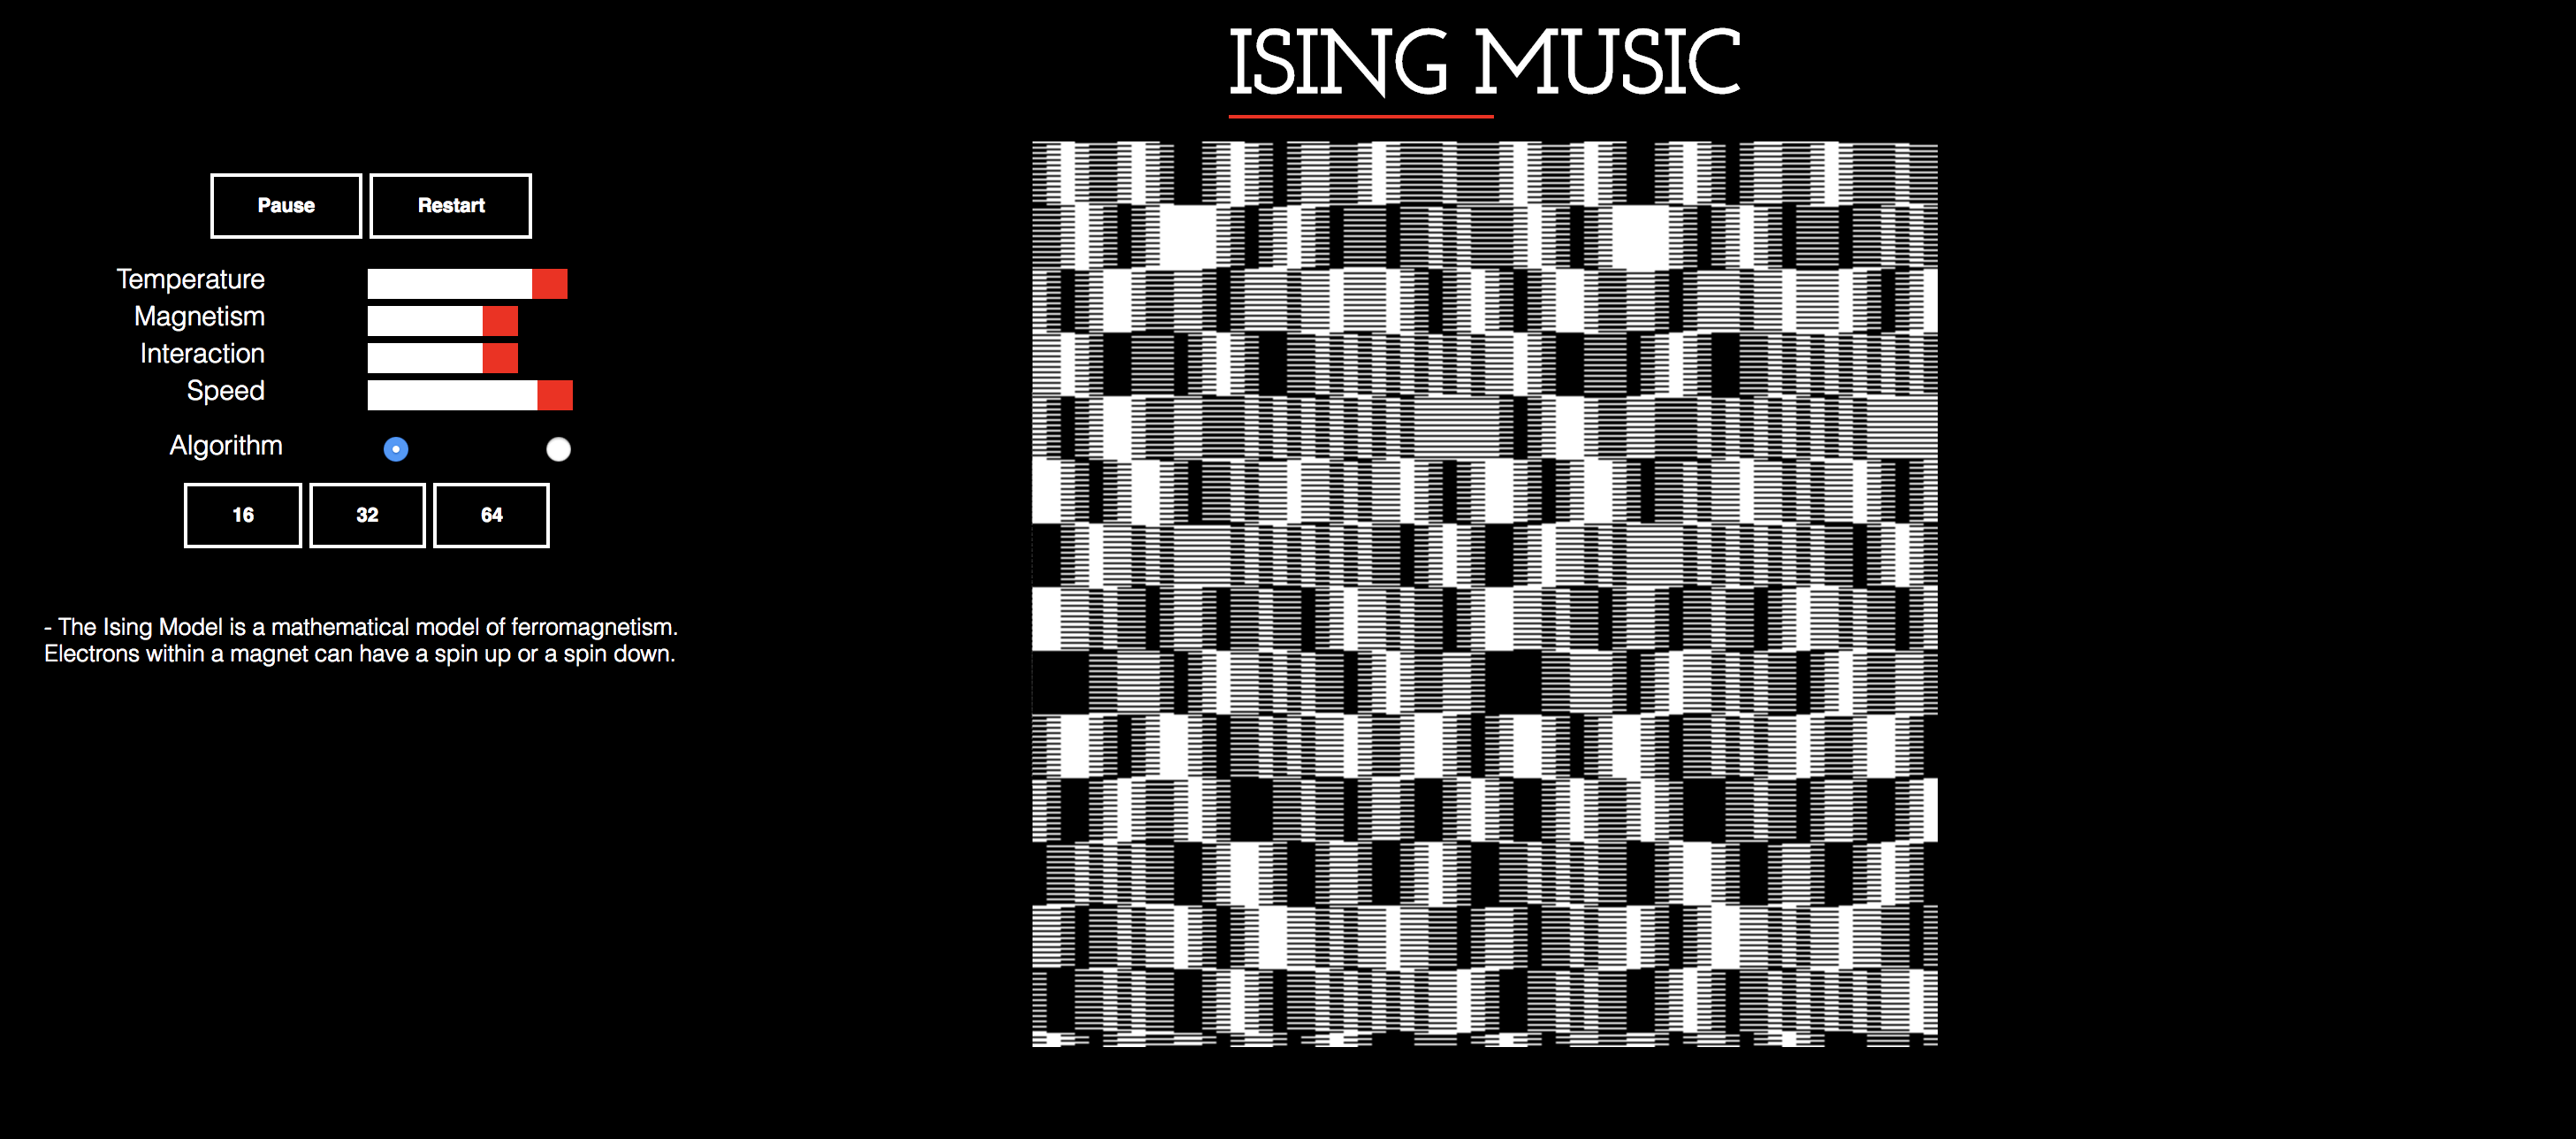 ISING MUSIC
Pause
Restart
Temperature
Magnetism
Interaction
Speed
Algorithm
16
32
64
- The Ising Model is a mathematical model of ferromagnetism.
Electrons within a magnet can have a spin up or a spin down.